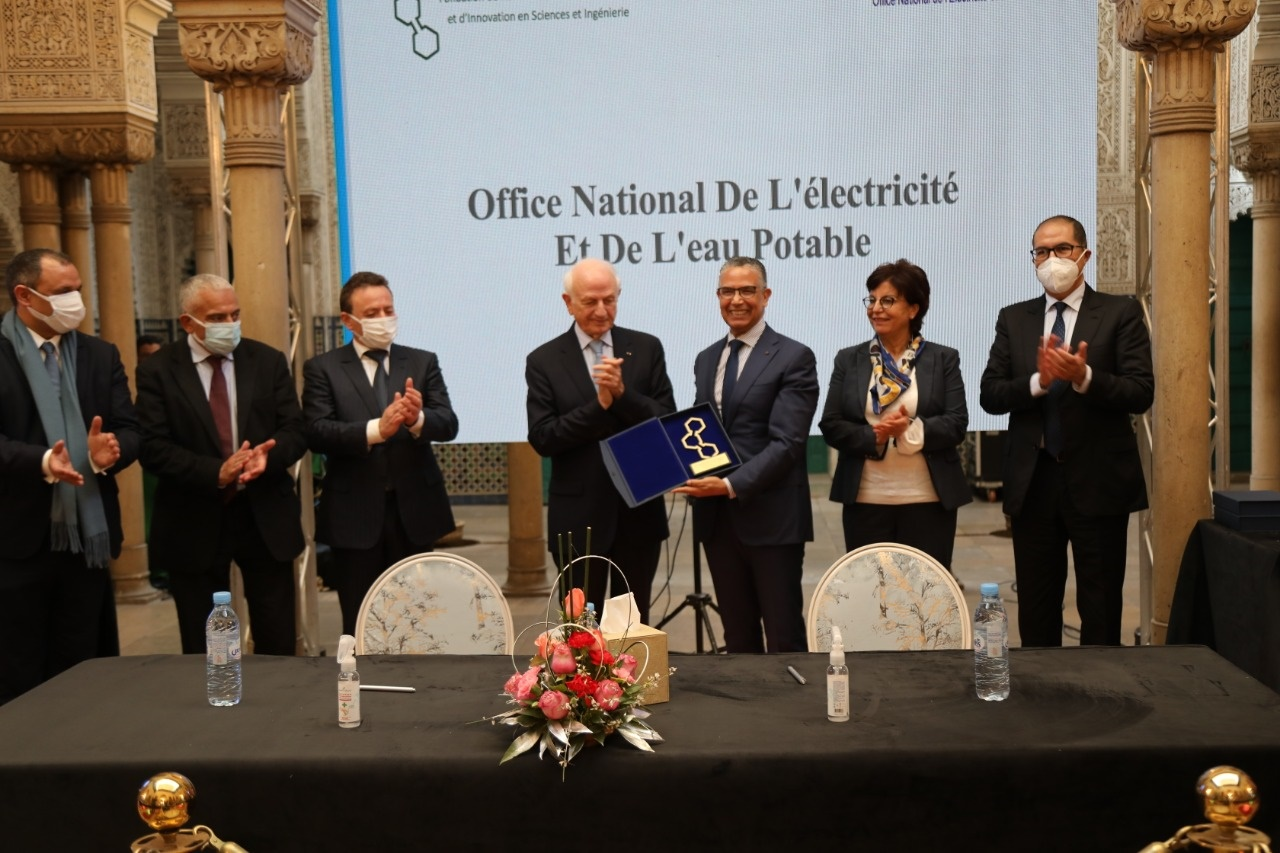 et d'Innovation en Sciences et Ingénierie
Office National De L'électricité
Et De L'eau Potable